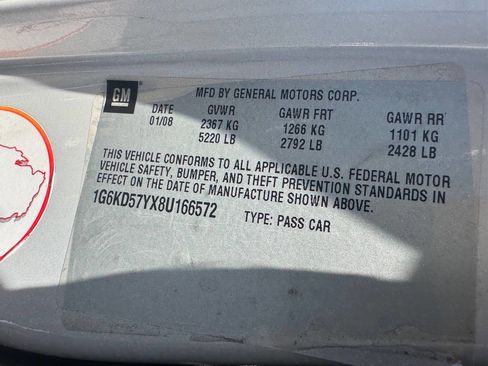 GM
MFD BY GENERAL MOTORS CORP.
DATE GVWR GAWR FRT GAWR RR
01/08 2367 KG 1266 KG 1101 KG
5220 LB 2792 LB 2428 LB
THIS VEHICLE CONFORMS TO ALL APPLICABLE U.S. FEDERAL MOTOR
VEHICLE SAFETY, BUMPER, AND THEFT PREVENTION STANDARDS IN
EFFECT ON THE DATE OF MANUFACTURE SHOWN ABOVE.
1G6KD57YX8U166572 TYPE: PASS CAR